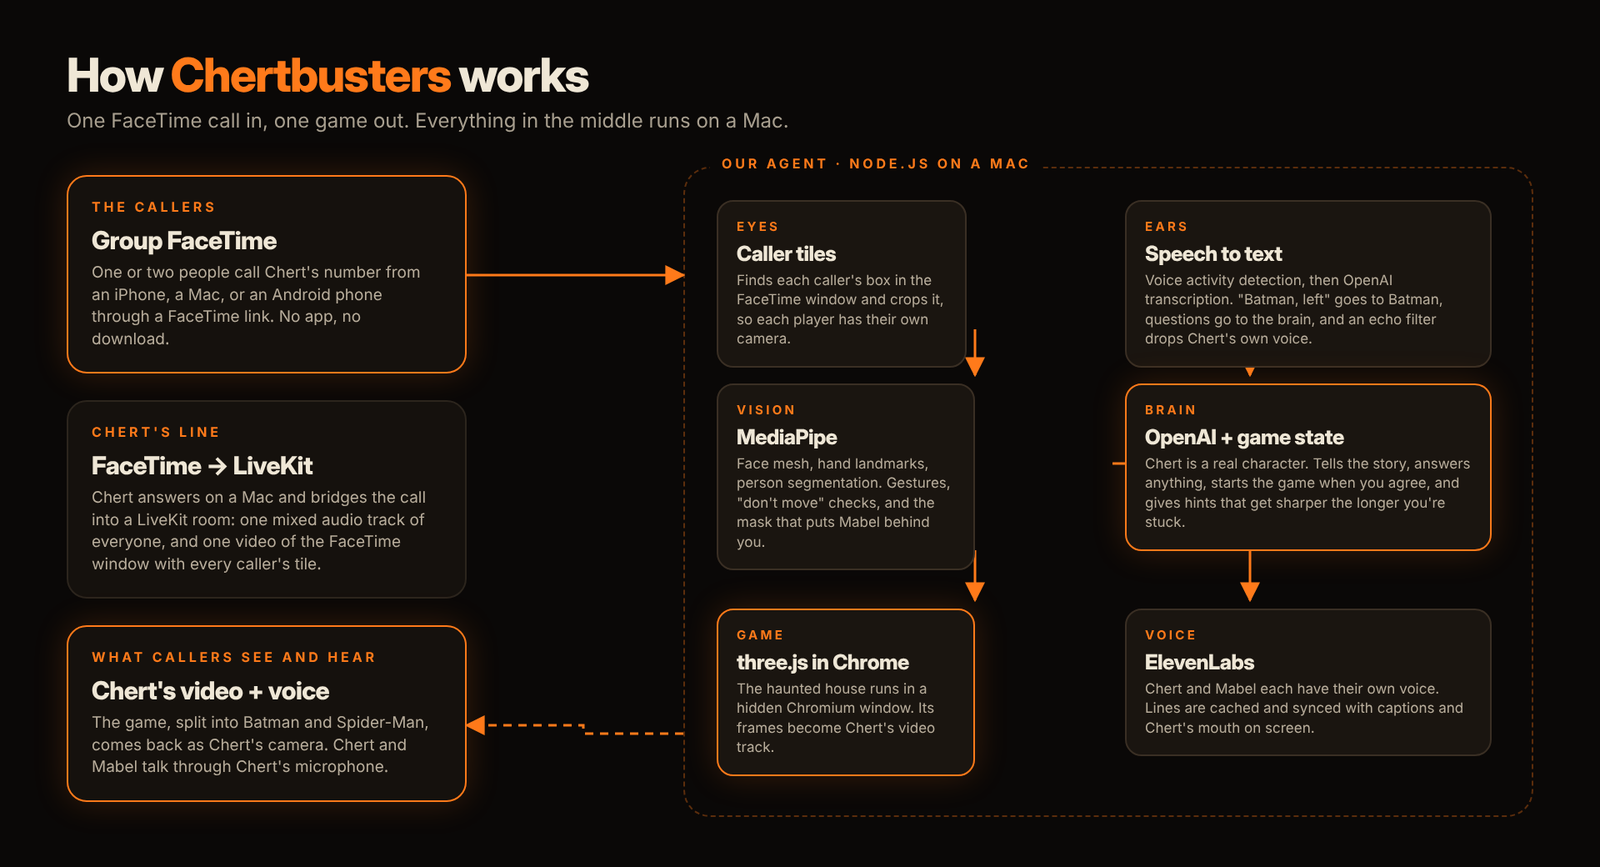 How Chertbusters works
One FaceTime call in, one game out. Everything in the middle runs on a Mac.
THE CALLERS
Group FaceTime
One or two people call Chert's number from
an iPhone, a Mac, or an Android phone
through a FaceTime link. No app, no
download.
CHERT'S LINE
FaceTime → LiveKit
Chert answers on a Mac and bridges the call
into a LiveKit room: one mixed audio track of
everyone, and one video of the FaceTime
window with every caller's tile.
WHAT CALLERS SEE AND HEAR
Chert's video + voice
The game, split into Batman and Spider-Man,
comes back as Chert's camera. Chert and
Mabel talk through Chert's microphone.
OUR AGENT · NODE.JS ON A MAC
EYES
Caller tiles
Finds each caller's box in the
FaceTime window and crops it,
so each player has their own
camera.
EARS
Speech to text
Voice activity detection, then OpenAI
transcription. "Batman, left" goes to Batman,
questions go to the brain, and an echo filter
drops Chert's own voice.
VISION
MediaPipe
Face mesh, hand landmarks,
person segmentation. Gestures,
"don't move" checks, and the
mask that puts Mabel behind
you.
BRAIN
OpenAI + game state
Chert is a real character. Tells the story, answers
anything, starts the game when you agree, and
gives hints that get sharper the longer you're
stuck.
GAME
three.js in Chrome
The haunted house runs in a
hidden Chromium window. Its
frames become Chert's video
track.
VOICE
ElevenLabs
Chert and Mabel each have their own voice.
Lines are cached and synced with captions and
Chert's mouth on screen.